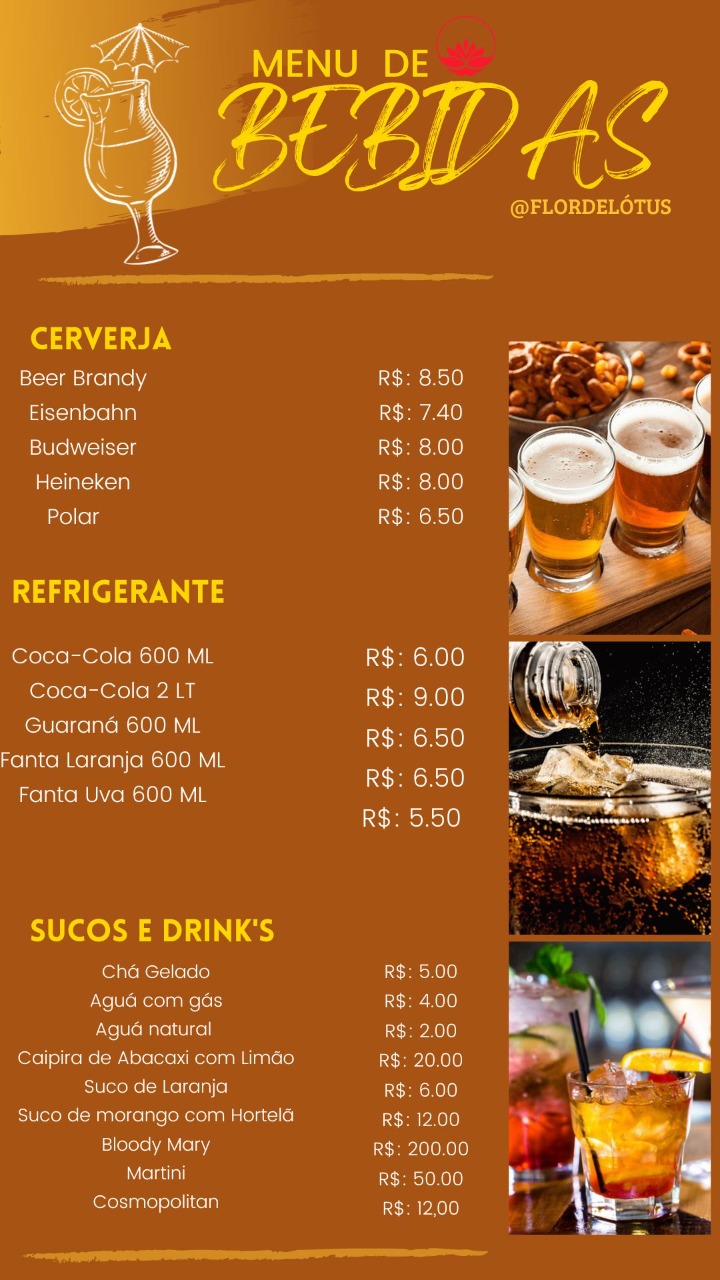 MENU DE
BEBIDAS
@FLORDELÓTUS
CERVERJA
Beer Brandy R$: 8.50
Eisenbahn R$: 7.40
Budweiser R$: 8.00
Heineken R$: 8.00
Polar R$: 6.50
REFRIGERANTE
Coca-Cola 600 ML R$: 6.00
Coca-Cola 2 LT R$: 9.00
Guaraná 600 ML R$: 6.50
Fanta Laranja 600 ML R$: 6.50
Fanta Uva 600 ML R$: 5.50
SUCOS E DRINK'S
Chá Gelado R$: 5.00
Aguá com gás R$: 4.00
Aguá natural R$: 2.00
Caipira de Abacaxi com Limão R$: 20.00
Suco de Laranja R$: 6.00
Suco de morango com Hortelã R$: 12.00
Bloody Mary R$: 200.00
Martini R$: 50.00
Cosmopolitan R$: 12,00